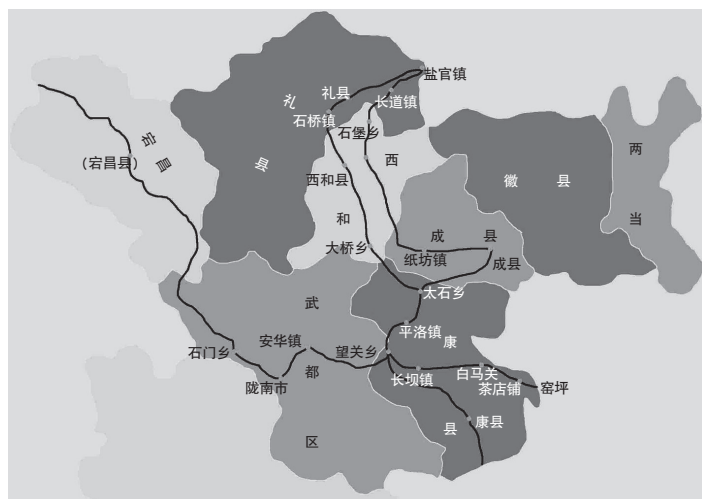 盐官镇
礼县
长道镇
礼
石桥镇
石堡乡
两
宕昌
(宕昌县)
西
县
西和县
徽县
和
当
大桥乡
成县
纸坊镇
成县
太石乡
武
平洛镇
康
安华镇
望关乡
石门乡
白马关
长坝镇
茶店铺
窑坪
陇南市
都
县
康县
区